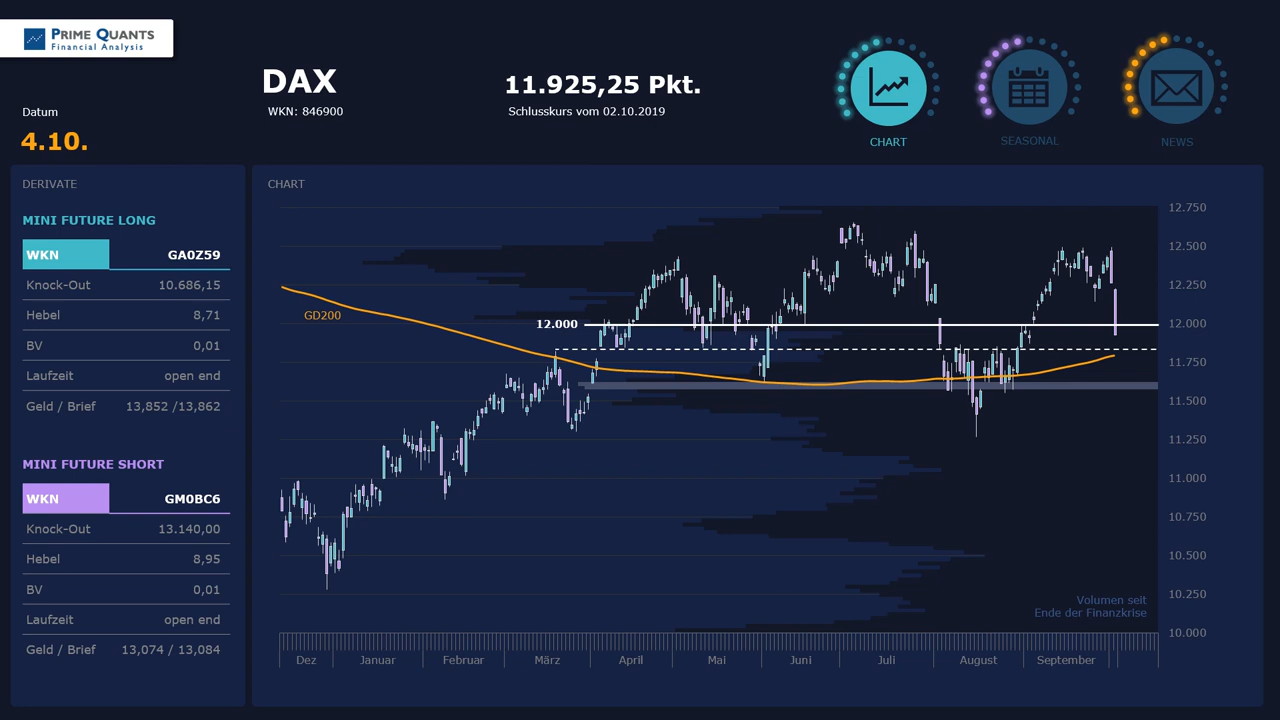 PRIME QUANTS
Financial Analysis
Datum
4.10.
DAX
WKN: 846900
11.925,25 Pkt.
Schlusskurs vom 02.10.2019
CHART
SEASONAL
NEWS
DERIVATE
MINI FUTURE LONG
WKN GA0Z59
Knock-Out 10.686,15
Hebel 8,71
BV 0,01
Laufzeit open end
Geld / Brief 13,852 /13,862
MINI FUTURE SHORT
WKN GM0BC6
Knock-Out 13.140,00
Hebel 8,95
BV 0,01
Laufzeit open end
Geld / Brief 13,074 / 13,084
CHART
GD200
12.000
12.750
12.500
12.250
12.000
11.750
11.500
11.250
11.000
10.750
10.500
10.250
10.000
Volumen seit
Ende der Finanzkrise
Dez Januar Februar März April Mai Juni Juli August September